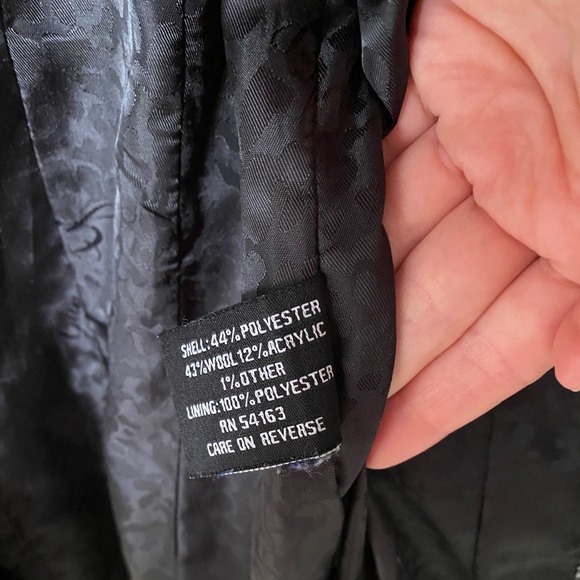 SHELL:44%POLYESTER
43%WOOL12%ACRYLIC
1%OTHER
LINING:100%POLYESTER
RN 54163
CARE ON REVERSE